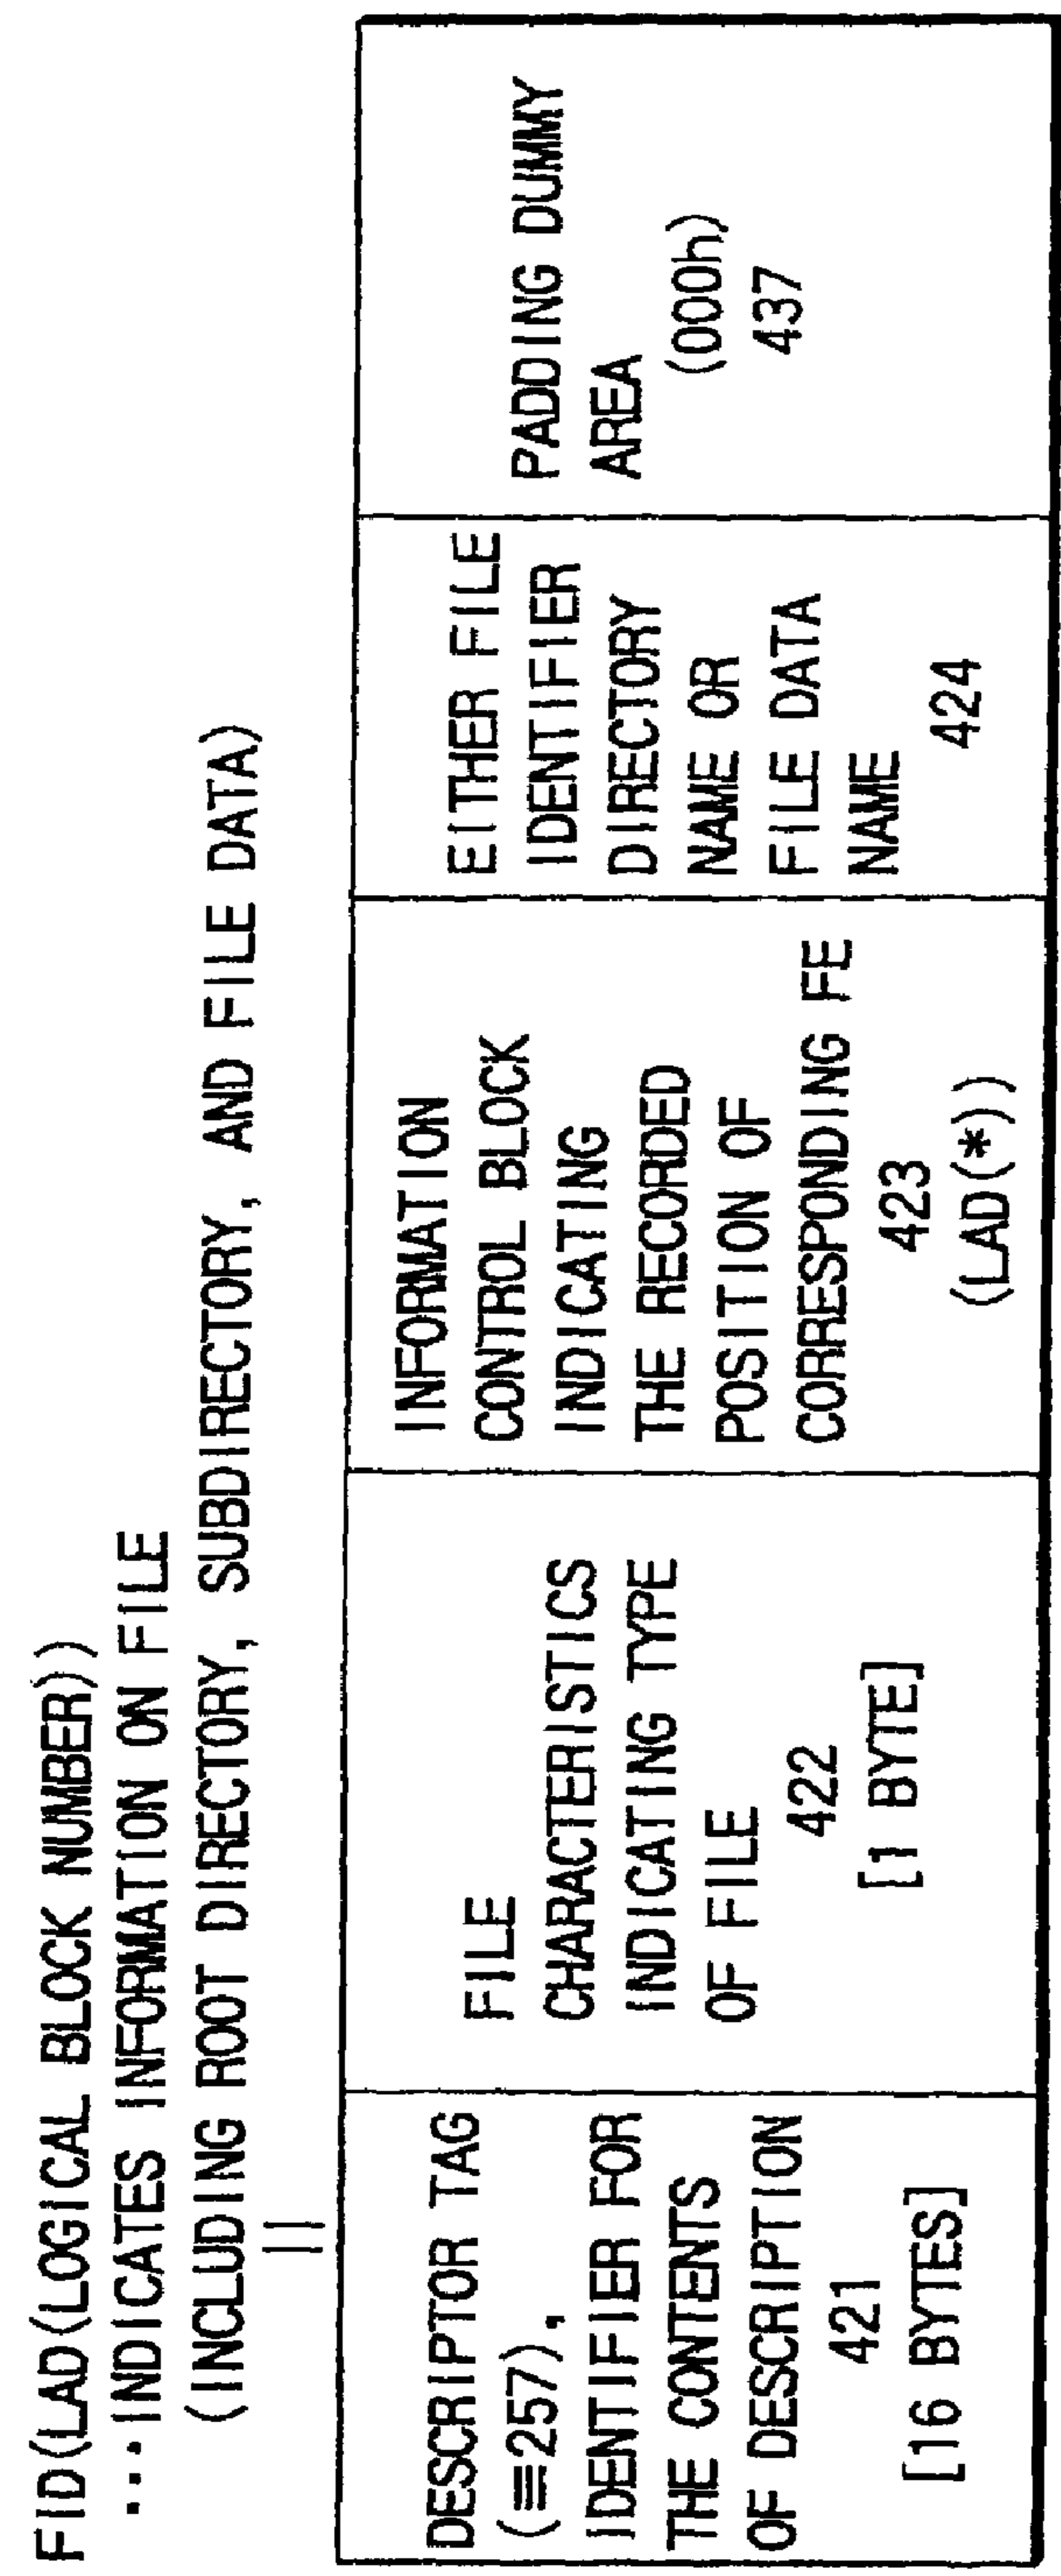 FID(LAD(LOGICAL BLOCK NUMBER))
···INDICATES INFORMATION ON FILE
(INCLUDING ROOT DIRECTORY, SUBDIRECTORY, AND FILE DATA)
||
DESCRIPTOR TAG
(≡257),
IDENTIFIER FOR
THE CONTENTS
OF DESCRIPTION
421
[16 BYTES]
FILE
CHARACTERISTICS
INDICATING TYPE
OF FILE
422
[1 BYTE]
INFORMATION
CONTROL BLOCK
INDICATING
THE RECORDED
POSITION OF
CORRESPONDING FE
423
(LAD(*))
EITHER FILE
IDENTIFIER
DIRECTORY
NAME OR
FILE DATA
NAME
424
PADDING DUMMY
AREA
(000h)
437